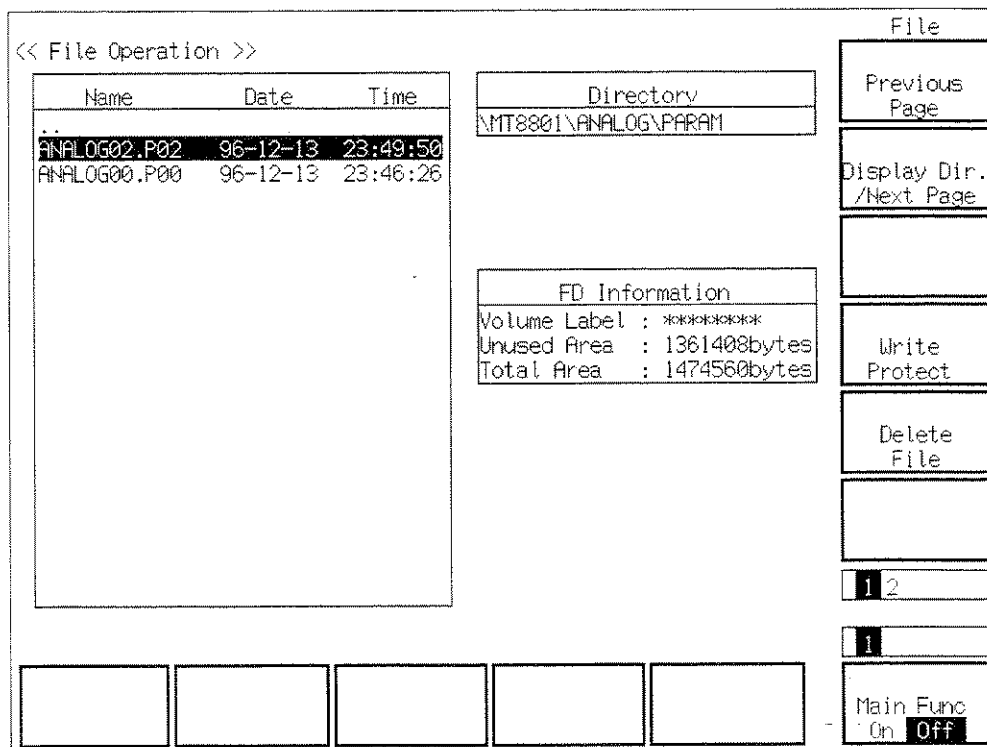 << File Operation >>
Name Date Time
..
ANALOG02.P02 96-12-13 23:49:50
ANALOG00.P00 96-12-13 23:46:26
Directory
\MT8801\ANALOG\PARAM
FD Information
Volume Label : ********
Unused Area : 1361408bytes
Total Area : 1474560bytes
File
Previous
Page
Display Dir.
/Next Page
Write
Protect
Delete
File
1 2
1
Main Func
On Off